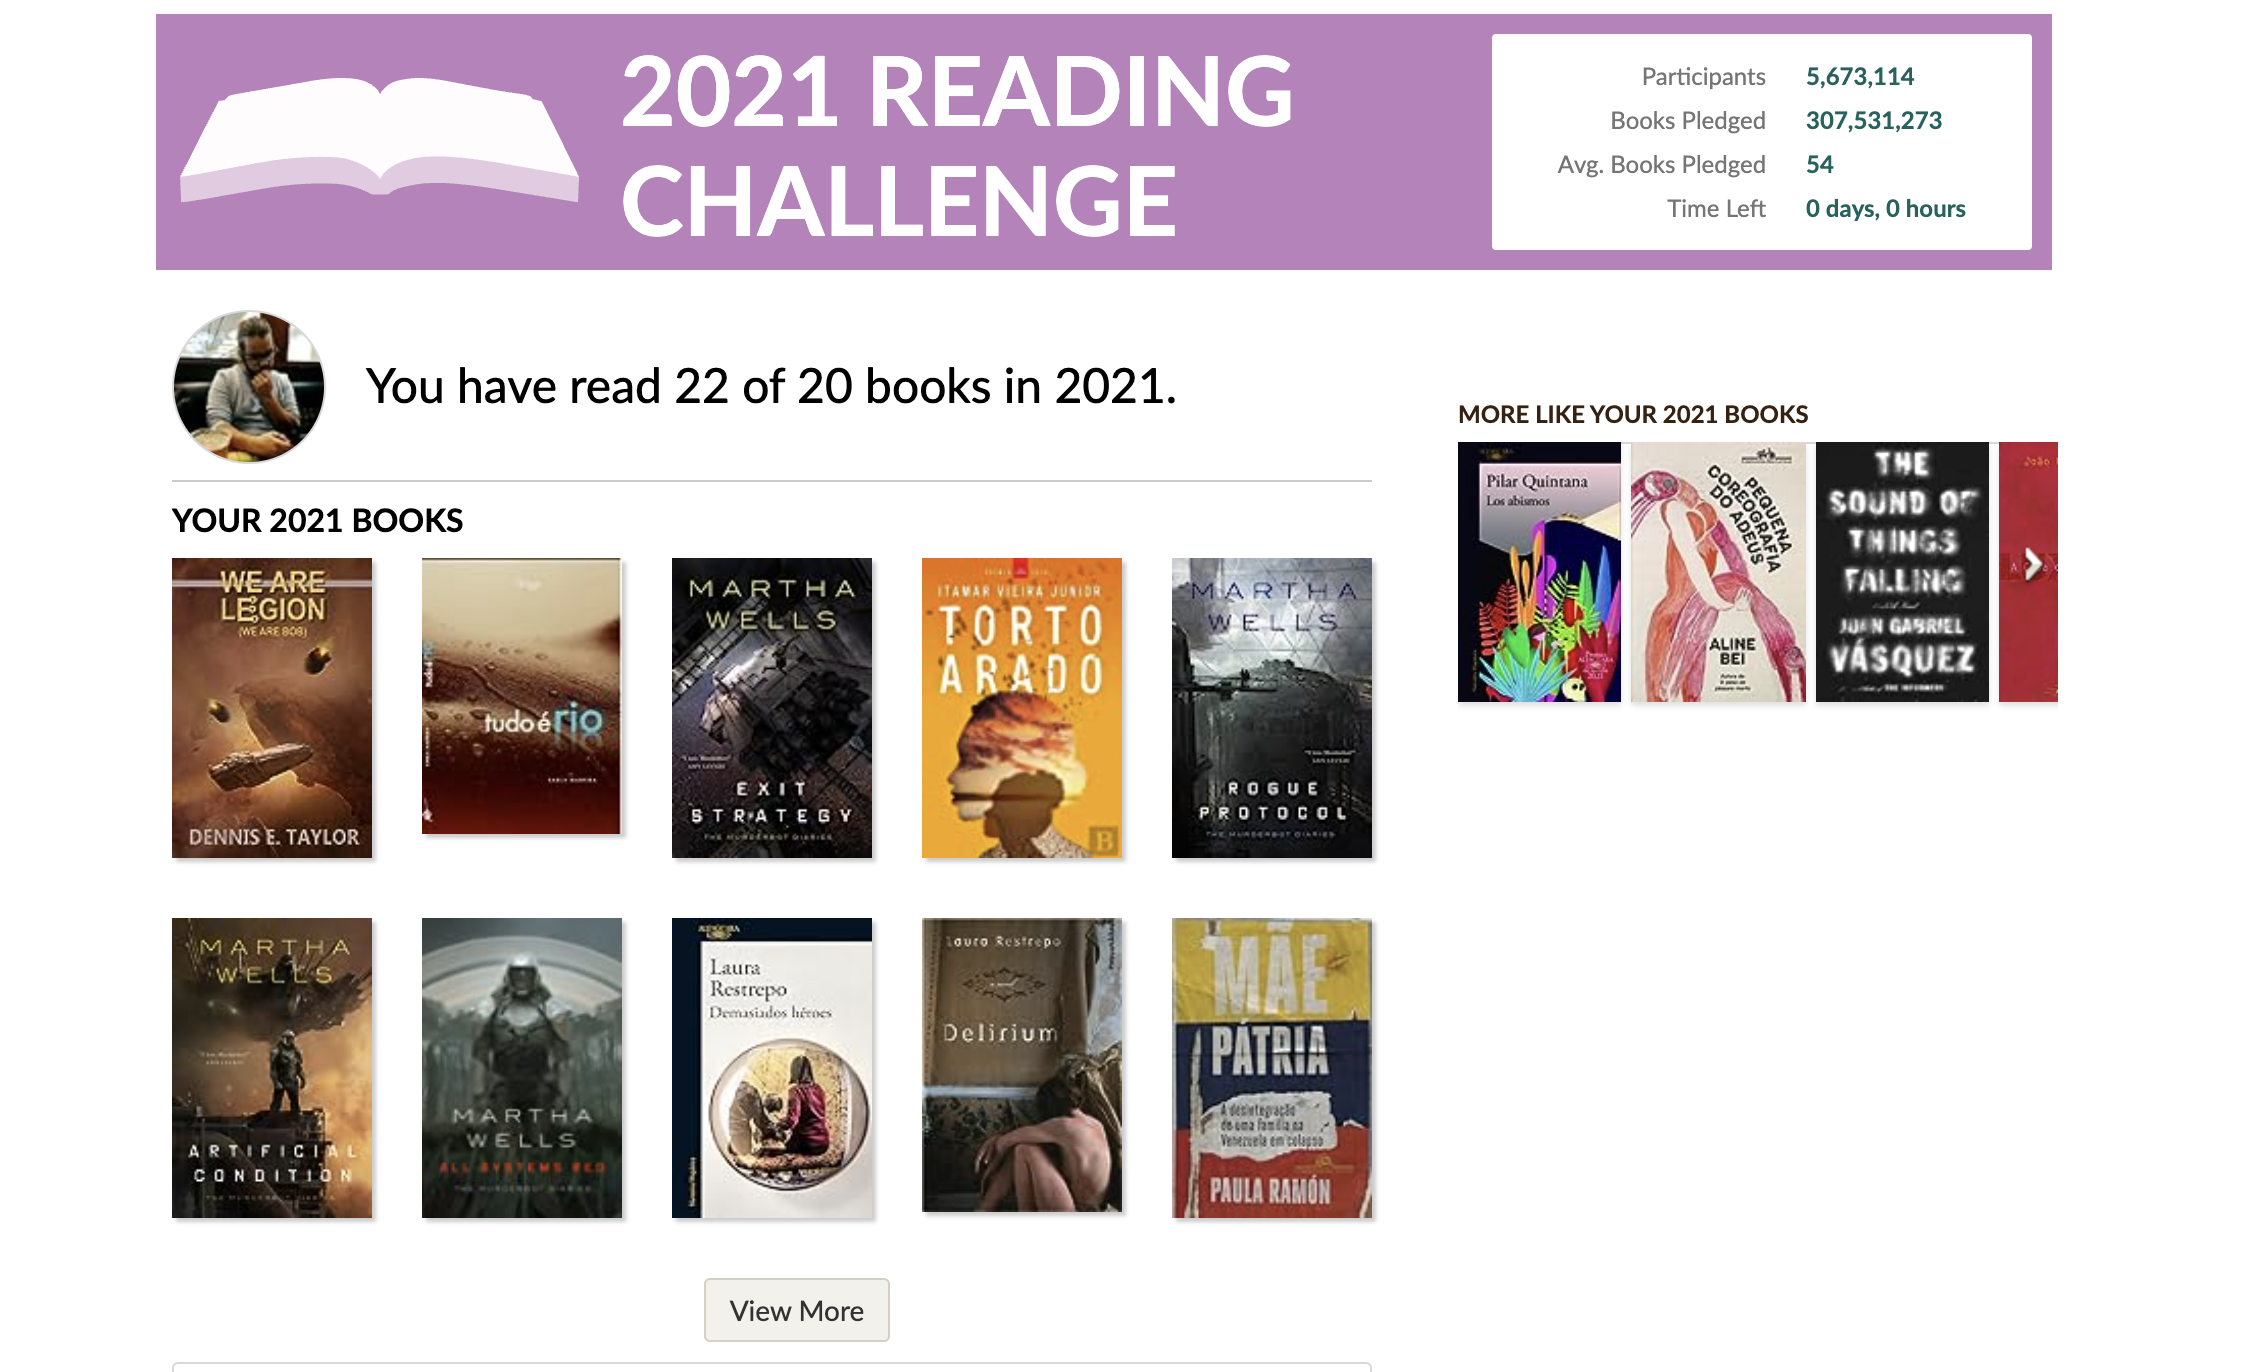 2021 READING
CHALLENGE
Participants 5,673,114
Books Pledged 307,531,273
Avg. Books Pledged 54
Time Left 0 days, 0 hours
You have read 22 of 20 books in 2021.
MORE LIKE YOUR 2021 BOOKS
Pilar Quintana
Los abismos
PEQUENA
COREOGRAFIA
DO ADEUS
ALINE
BEI
THE
SOUND OF
THINGS
FALLING
JUAN GABRIEL
VÁSQUEZ
João
YOUR 2021 BOOKS
WE ARE
LEGION
(WE ARE BOB)
DENNIS E. TAYLOR
tudo é rio
MARTHA
WELLS
EXIT
STRATEGY
THE MURDERBOT DIARIES
ITAMAR VIEIRA JUNIOR
TORTO
ARADO
B
MARTHA
WELLS
ROGUE
PROTOCOL
THE MURDERBOT DIARIES
MARTHA
WELLS
ARTIFICIAL
CONDITION
THE MURDERBOT DIARIES
MARTHA
WELLS
ALL SYSTEMS RED
THE MURDERBOT DIARIES
Laura
Restrepo
Demasiados héroes
Laura Restrepo
Delirium
MÃE
PÁTRIA
A desintegração
de uma família na
Venezuela em colapso
PAULA RAMÓN
View More